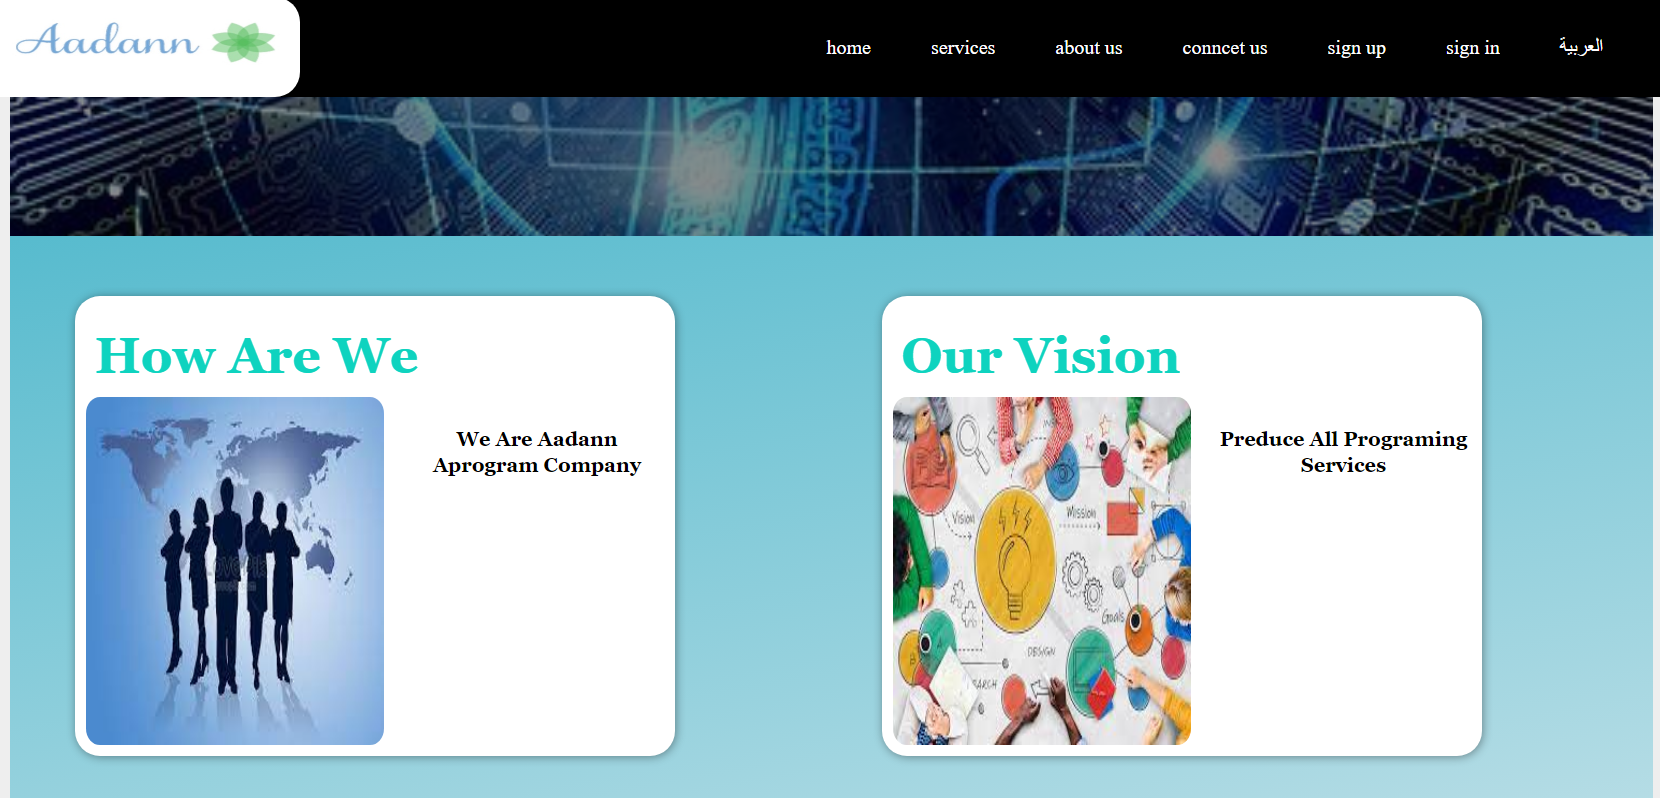 Aadann
home services about us conncet us sign up sign in العربية
How Are We
We Are Aadann
Aprogram Company
Our Vision
Preduce All Programing
Services
Vision
Mission
Goals
DESIGN